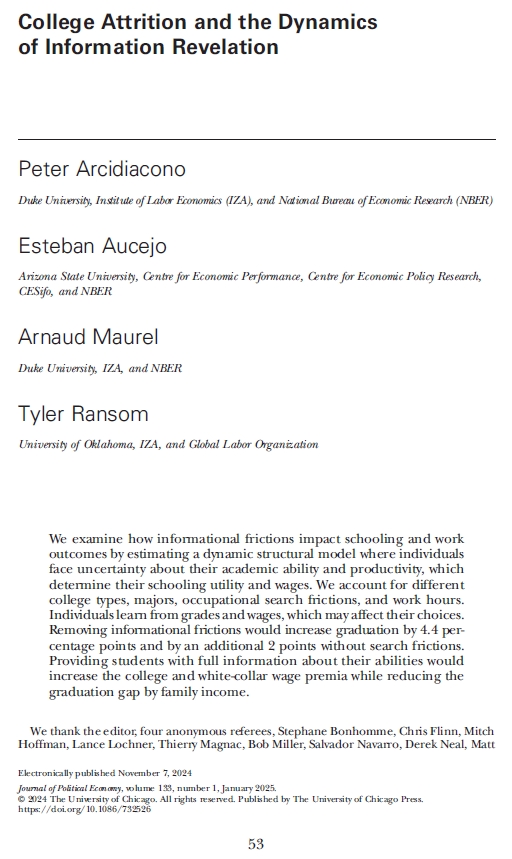 College Attrition and the Dynamics
of Information Revelation
Peter Arcidiacono
Duke University, Institute of Labor Economics (IZA), and National Bureau of Economic Research (NBER)
Esteban Aucejo
Arizona State University, Centre for Economic Performance, Centre for Economic Policy Research,
CESifo, and NBER
Arnaud Maurel
Duke University, IZA, and NBER
Tyler Ransom
University of Oklahoma, IZA, and Global Labor Organization
We examine how informational frictions impact schooling and work
outcomes by estimating a dynamic structural model where individuals
face uncertainty about their academic ability and productivity, which
determine their schooling utility and wages. We account for different
college types, majors, occupational search frictions, and work hours.
Individuals learn from grades and wages, which may affect their choices.
Removing informational frictions would increase graduation by 4.4 per-
centage points and by an additional 2 points without search frictions.
Providing students with full information about their abilities would
increase the college and white-collar wage premia while reducing the
graduation gap by family income.
We thank the editor, four anonymous referees, Stephane Bonhomme, Chris Flinn, Mitch
Hoffman, Lance Lochner, Thierry Magnac, Bob Miller, Salvador Navarro, Derek Neal, Matt
Electronically published November 7, 2024
Journal of Political Economy, volume 133, number 1, January 2025.
© 2024 The University of Chicago. All rights reserved. Published by The University of Chicago Press.
https://doi.org/10.1086/732526
53